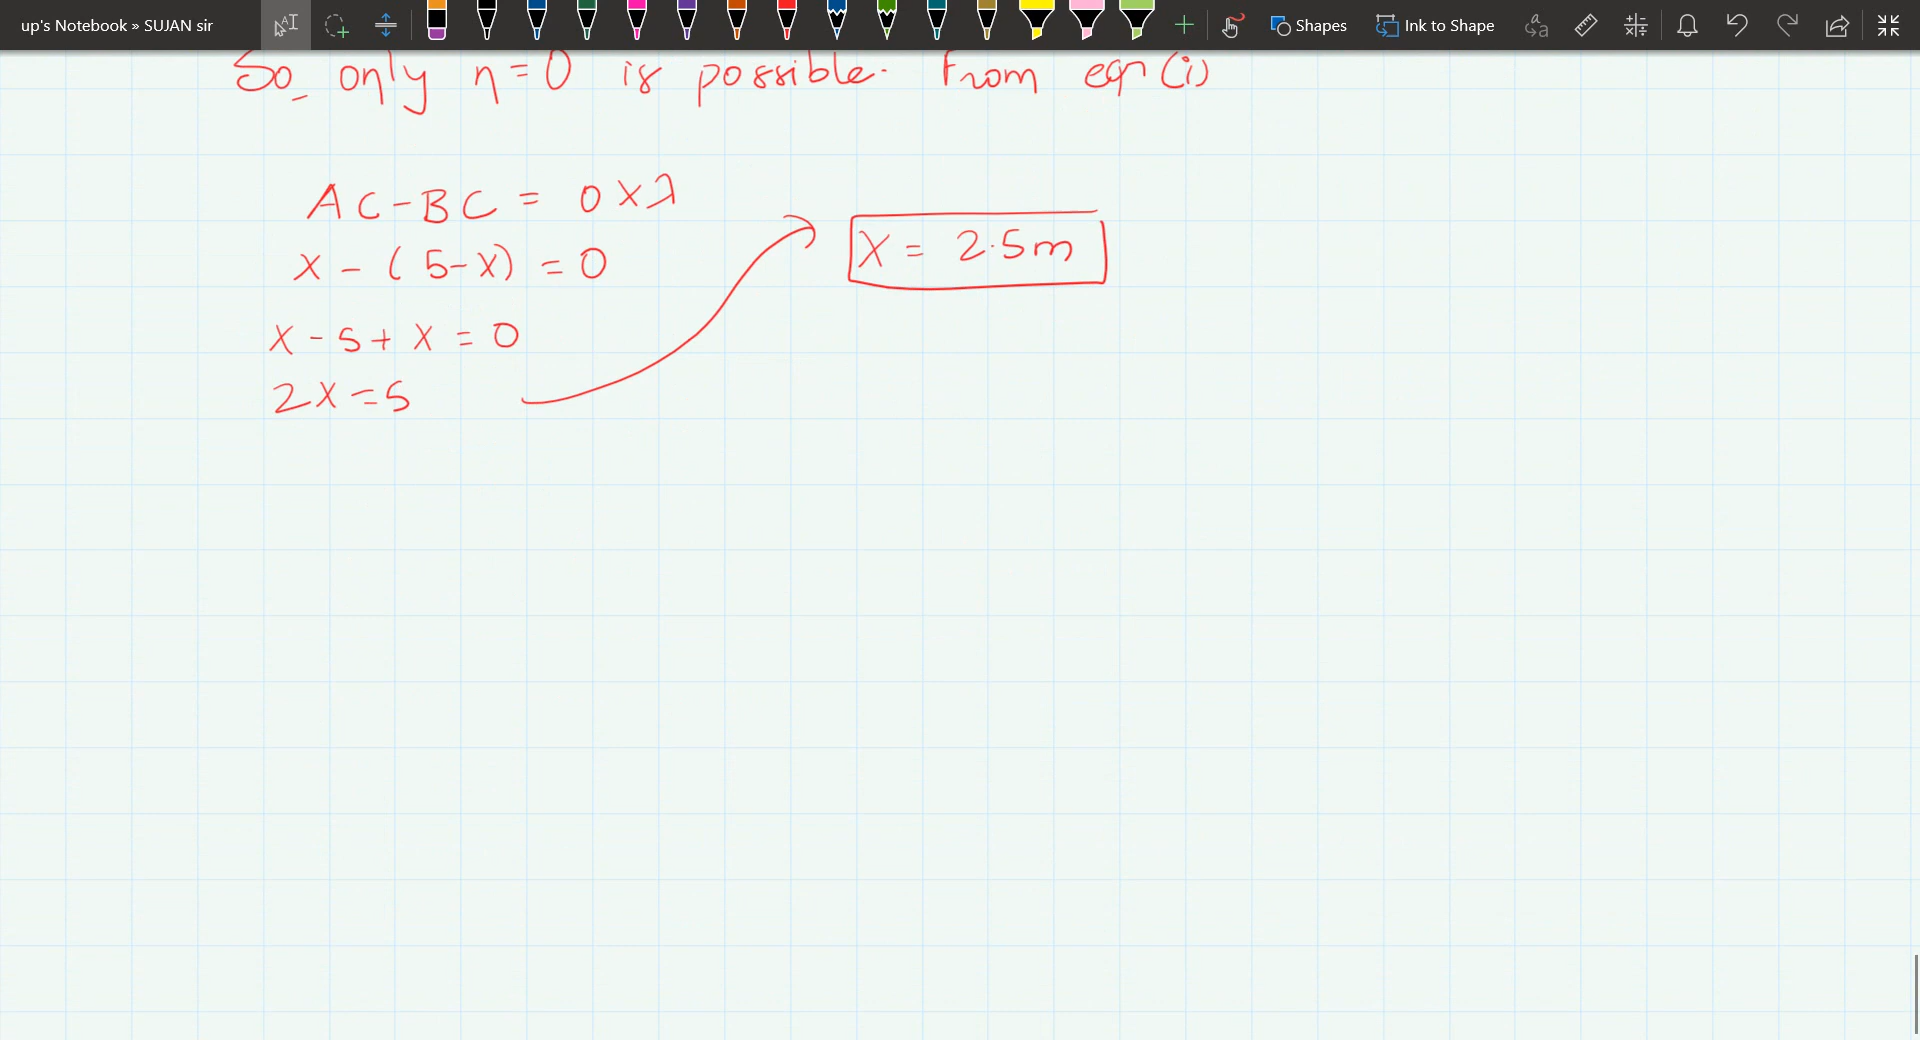 up's Notebook » SUJAN sir
Shapes
Ink to Shape
So only n=0 is possible. From eqn (i)
AC-BC = 0 X λ
x - (5-x) = 0
x - 5 + x = 0
2x = 5
X = 2.5m